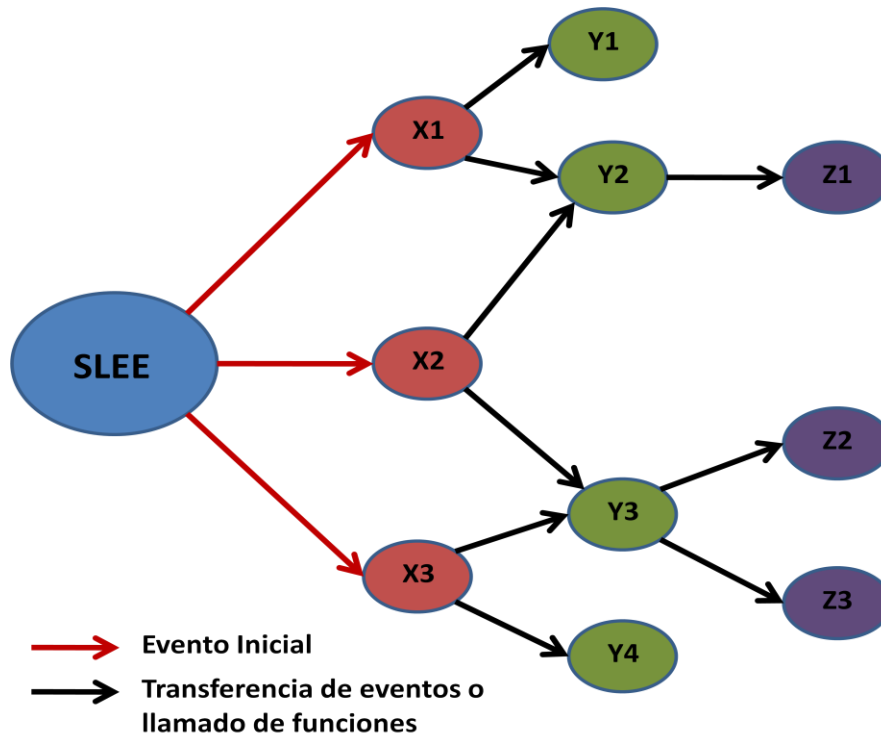 Y1
X1
Y2
Z1
SLEE
X2
Z2
Y3
X3
Z3
Y4
Evento Inicial
Transferencia de eventos o
llamado de funciones